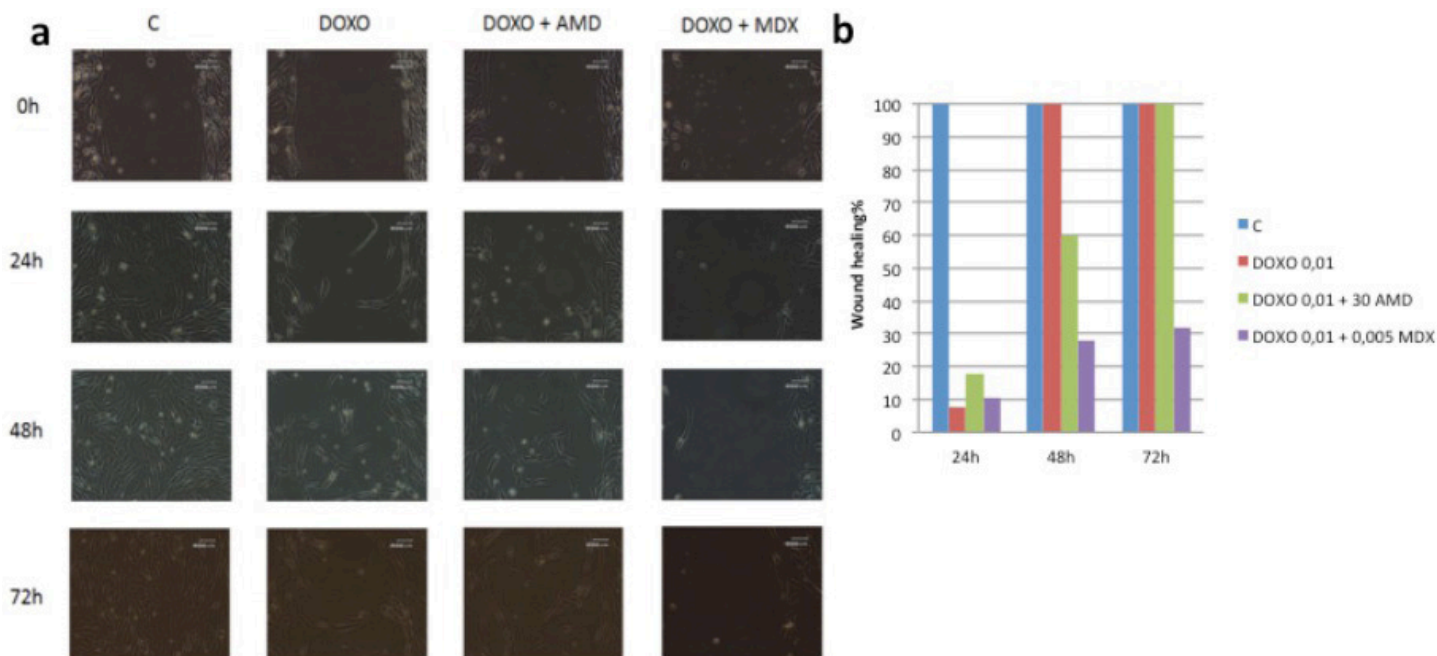 a
C DOXO DOXO + AMD DOXO + MDX
0h
24h
48h
72h
b
Wound healing%
100
90
80
70
60
50
40
30
20
10
0
24h 48h 72h
C
DOXO 0,01
DOXO 0,01 + 30 AMD
DOXO 0,01 + 0,005 MDX